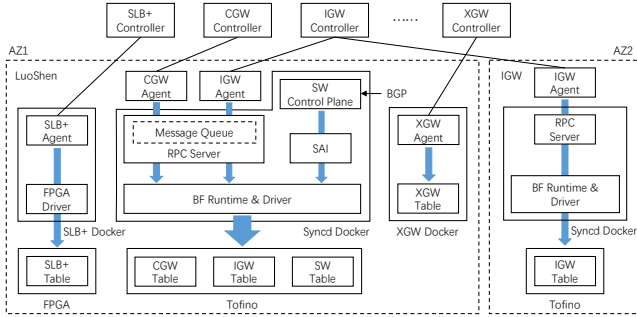 SLB+
Controller
CGW
Controller
IGW
Controller
······
XGW
Controller
AZ1
AZ2
LuoShen
CGW
Agent
IGW
Agent
SW
Control Plane
BGP
IGW
IGW
Agent
SLB+
Agent
Message Queue
RPC Server
SAI
XGW
Agent
RPC
Server
FPGA
Driver
BF Runtime & Driver
XGW
Table
BF Runtime &
Driver
SLB+ Docker
Syncd Docker
XGW Docker
Syncd Docker
SLB+
Table
CGW
Table
IGW
Table
SW
Table
IGW
Table
FPGA
Tofino
Tofino